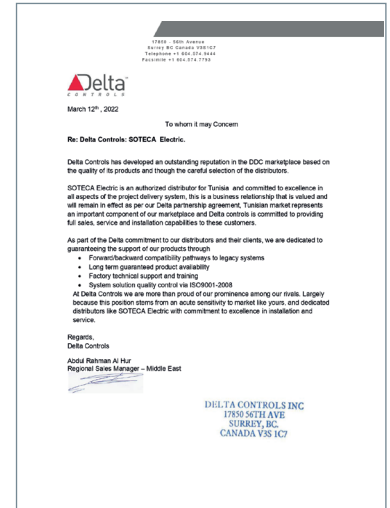 17850 - 56th Avenue
Surrey BC Canada V3S1C7
Telephone +1 604.574.9444
Facsimile +1 604.574.7793
Delta
CONTROLS
March 12th , 2022
To whom it may Concern
Re: Delta Controls: SOTECA Electric.
Delta Controls has developed an outstanding reputation in the DDC marketplace based on
the quality of its products and though the careful selection of the distributors.
SOTECA Electric is an authorized distributor for Tunisia and committed to excellence in
all aspects of the project delivery system, this is a business relationship that is valued and
will remain in effect as per our Delta partnership agreement, Tunisian market represents
an important component of our marketplace and Delta controls is committed to providing
full sales, service and installation capabilities to these customers.
As part of the Delta commitment to our distributors and their clients, we are dedicated to
guaranteeing the support of our products through
• Forward/backward compatibility pathways to legacy systems
• Long term guaranteed product availability
• Factory technical support and training
• System solution quality control via ISO9001-2008
At Delta Controls we are more than proud of our prominence among our rivals. Largely
because this position stems from an acute sensitivity to market like yours, and dedicated
distributors like SOTECA Electric with commitment to excellence in installation and
service.
Regards,
Delta Controls
Abdul Rahman Al Hur
Regional Sales Manager – Middle East
DELTA CONTROLS INC
17850 56TH AVE
SURREY, BC.
CANADA V3S 1C7